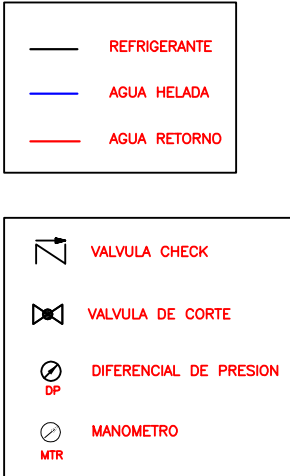 REFRIGERANTE
AGUA HELADA
AGUA RETORNO
VALVULA CHECK
VALVULA DE CORTE
DIFERENCIAL DE PRESION
DP
MANOMETRO
MTR